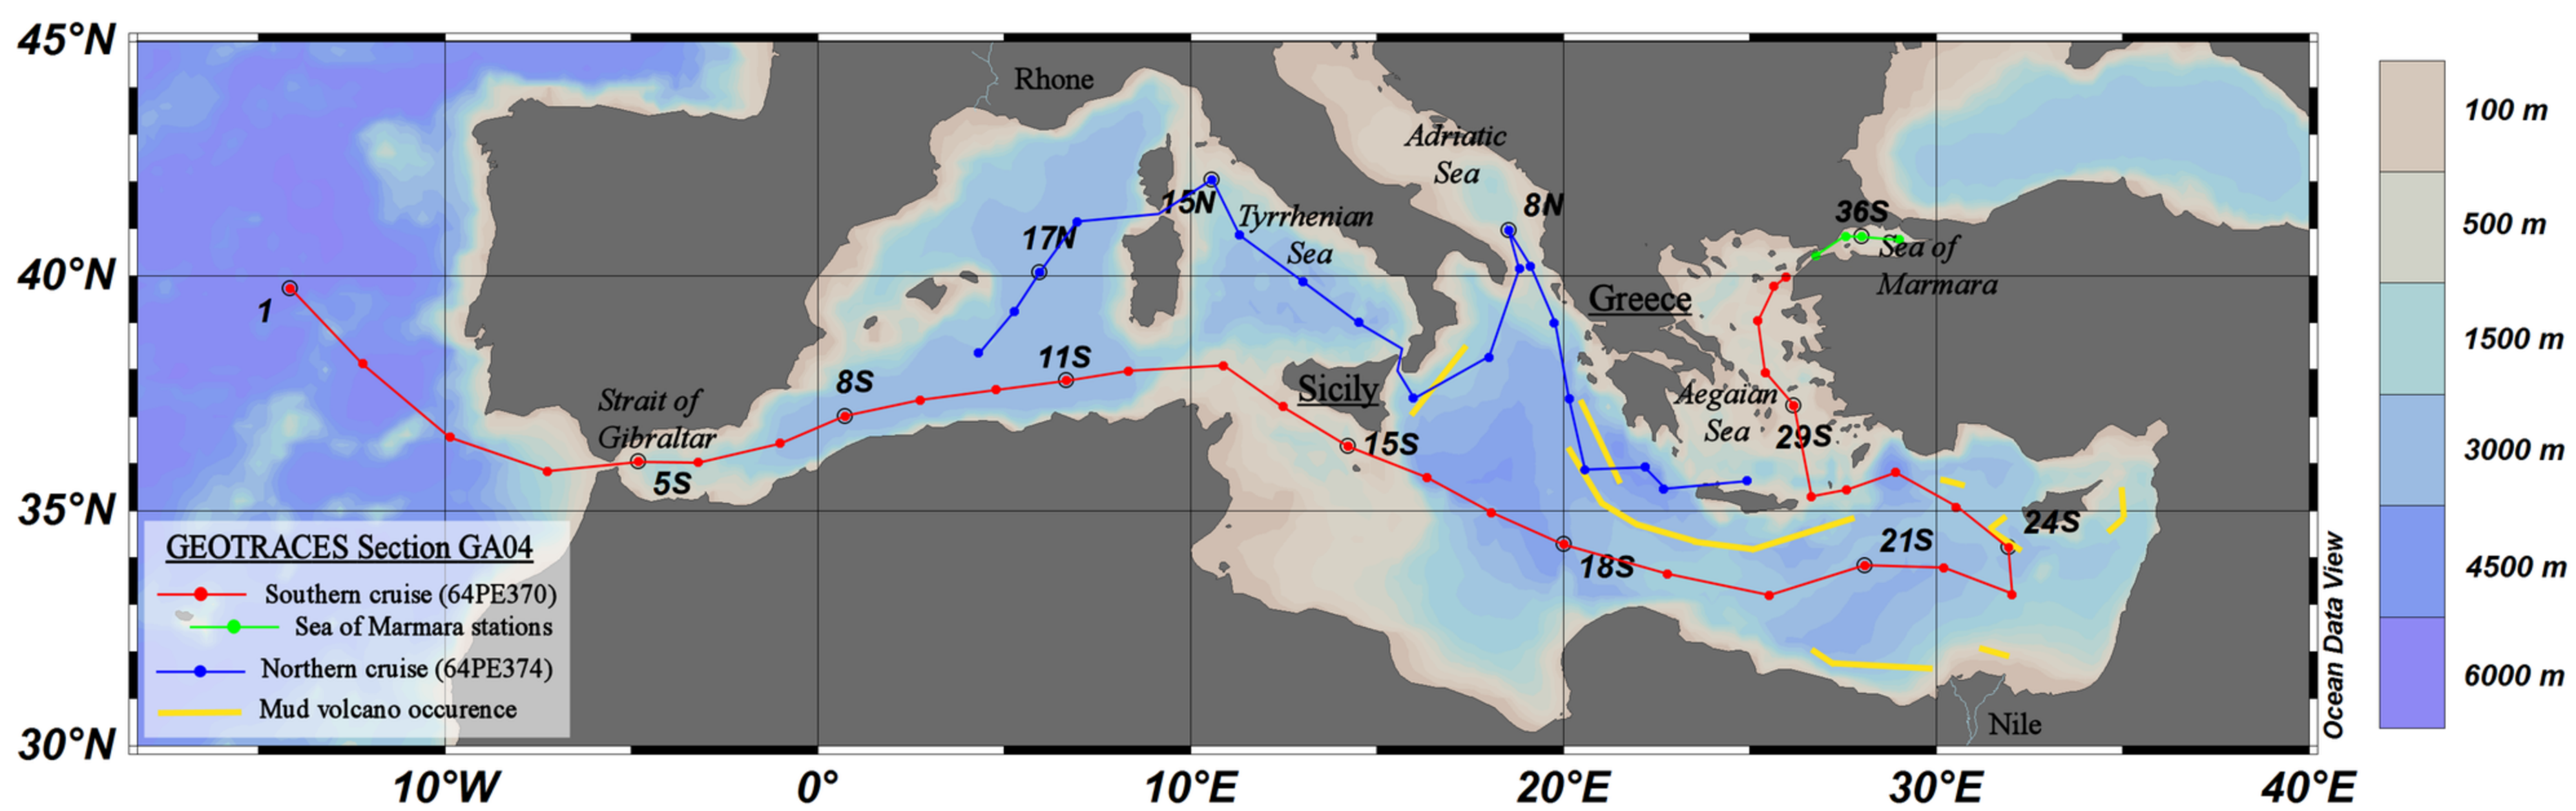 45°N
40°N
35°N
30°N
10°W
0°
10°E
20°E
30°E
40°E
Rhone
Adriatic
Sea
8N
36S
Sea of
Marmara
15N
Tyrrhenian
Sea
17N
Greece
1
11S
8S
Strait of
Gibraltar
5S
Sicily
15S
Aegaian
Sea
29S
24S
21S
18S
Nile
GEOTRACES Section GA04
Southern cruise (64PE370)
Sea of Marmara stations
Northern cruise (64PE374)
Mud volcano occurence
Ocean Data View
100 m
500 m
1500 m
3000 m
4500 m
6000 m